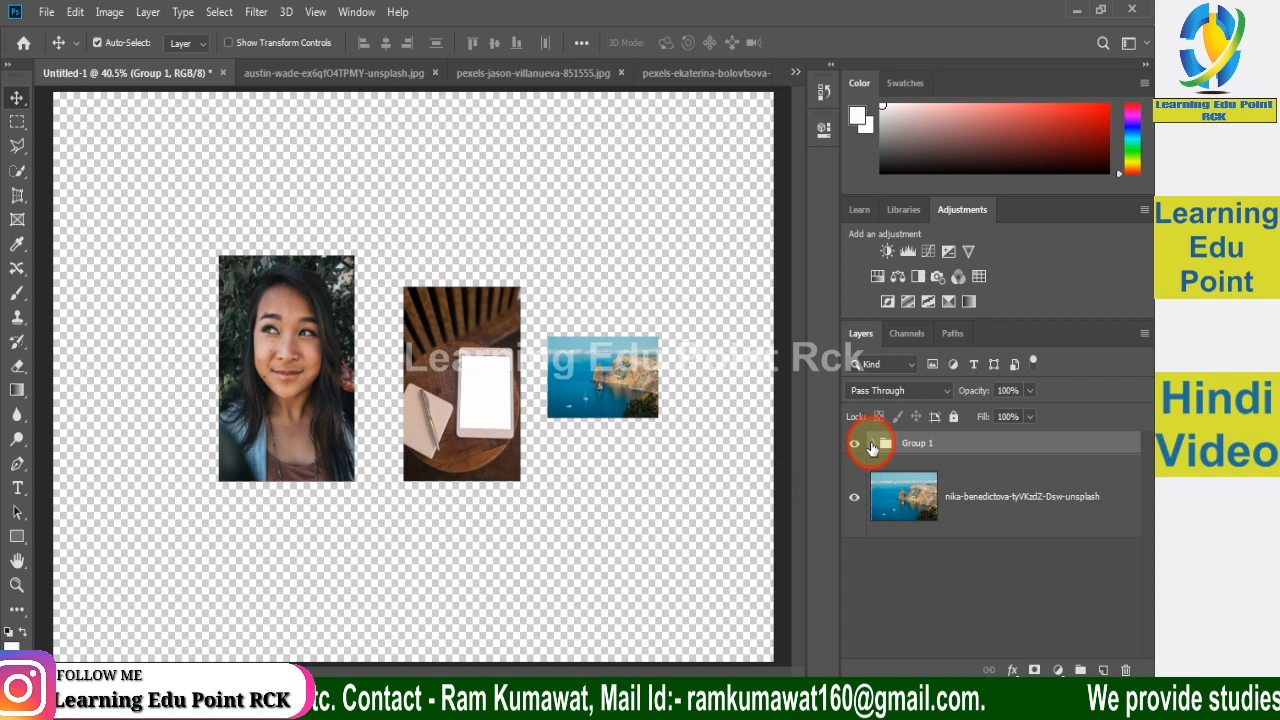 File Edit Image Layer Type Select Filter 3D View Window Help
Auto-Select: Layer Show Transform Controls 3D Mode:
Untitled-1 @ 40.5% (Group 1, RGB/8) * austin-wade-ex6qfO4TPMY-unsplash.jpg pexels-jason-villanueva-851555.jpg pexels-ekaterina-bolovtsova-
Color Swatches
Learn Libraries Adjustments
Add an adjustment
Layers Channels Paths
Kind
Pass Through Opacity: 100%
Lock: Fill: 100%
Group 1
nika-benedictova-tyVKzdZ-Dsw-unsplash
Learning Edu Point Rck
Learning Edu Point
RCK
Learning
Edu
Point
Hindi
Video
FOLLOW ME
Learning Edu Point RCK
tc. Contact - Ram Kumawat, Mail Id:- ramkumawat160@gmail.com. We provide studies